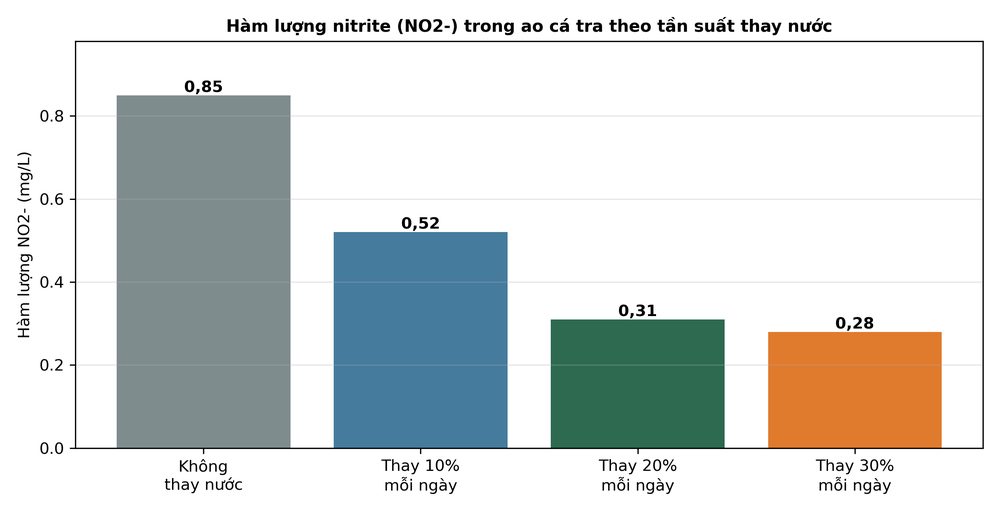 Hàm lượng nitrite (NO2-) trong ao cá tra theo tần suất thay nước
Hàm lượng NO2- (mg/L)
0.8
0.6
0.4
0.2
0.0
0,85
0,52
0,31
0,28
Không
thay nước
Thay 10%
mỗi ngày
Thay 20%
mỗi ngày
Thay 30%
mỗi ngày